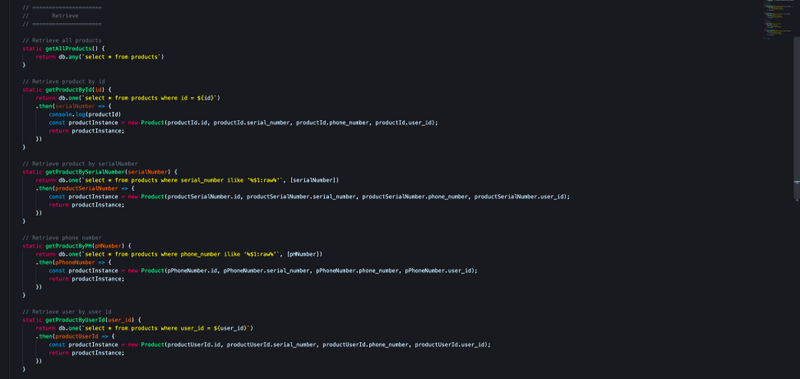 // =====================
//        Retrieve
// =====================
// Retrieve all products
static getAllProducts() {
return db.any(`select * from products`)
}
// Retrieve product by id
static getProductById(id) {
return db.one(`select * from products where id = ${id}`)
.then(serialNumber => {
console.log(productId)
const productInstance = new Product(productId.id, productId.serial_number, productId.phone_number, productId.user_id);
return productInstance;
})
}
// Retrieve product by serialNumber
static getProductBySerialNumber(serialNumber) {
return db.one(`select * from products where serial_number ilike '%$1:raw%'`, [serialNumber])
.then(productSerialNumber => {
const productInstance = new Product(productSerialNumber.id, productSerialNumber.serial_number, productSerialNumber.phone_number, productSerialNumber.user_id);
return productInstance;
})
}
// Retrieve phone number
static getProductByPH(pHNumber) {
return db.one(`select * from products where phone_number ilike '%$1:raw%'`, [pHNumber])
.then(pPhoneNumber => {
const productInstance = new Product(pPhoneNumber.id, pPhoneNumber.serial_number, pPhoneNumber.phone_number, pPhoneNumber.user_id);
return productInstance;
})
}
// Retrieve user by user id
static getProductByUserId(user_id) {
return db.one(`select * from products where user_id = ${user_id}`)
.then(productUserId => {
const productInstance = new Product(productUserId.id, productUserId.serial_number, productUserId.phone_number, productUserId.user_id);
return productInstance;
})
}